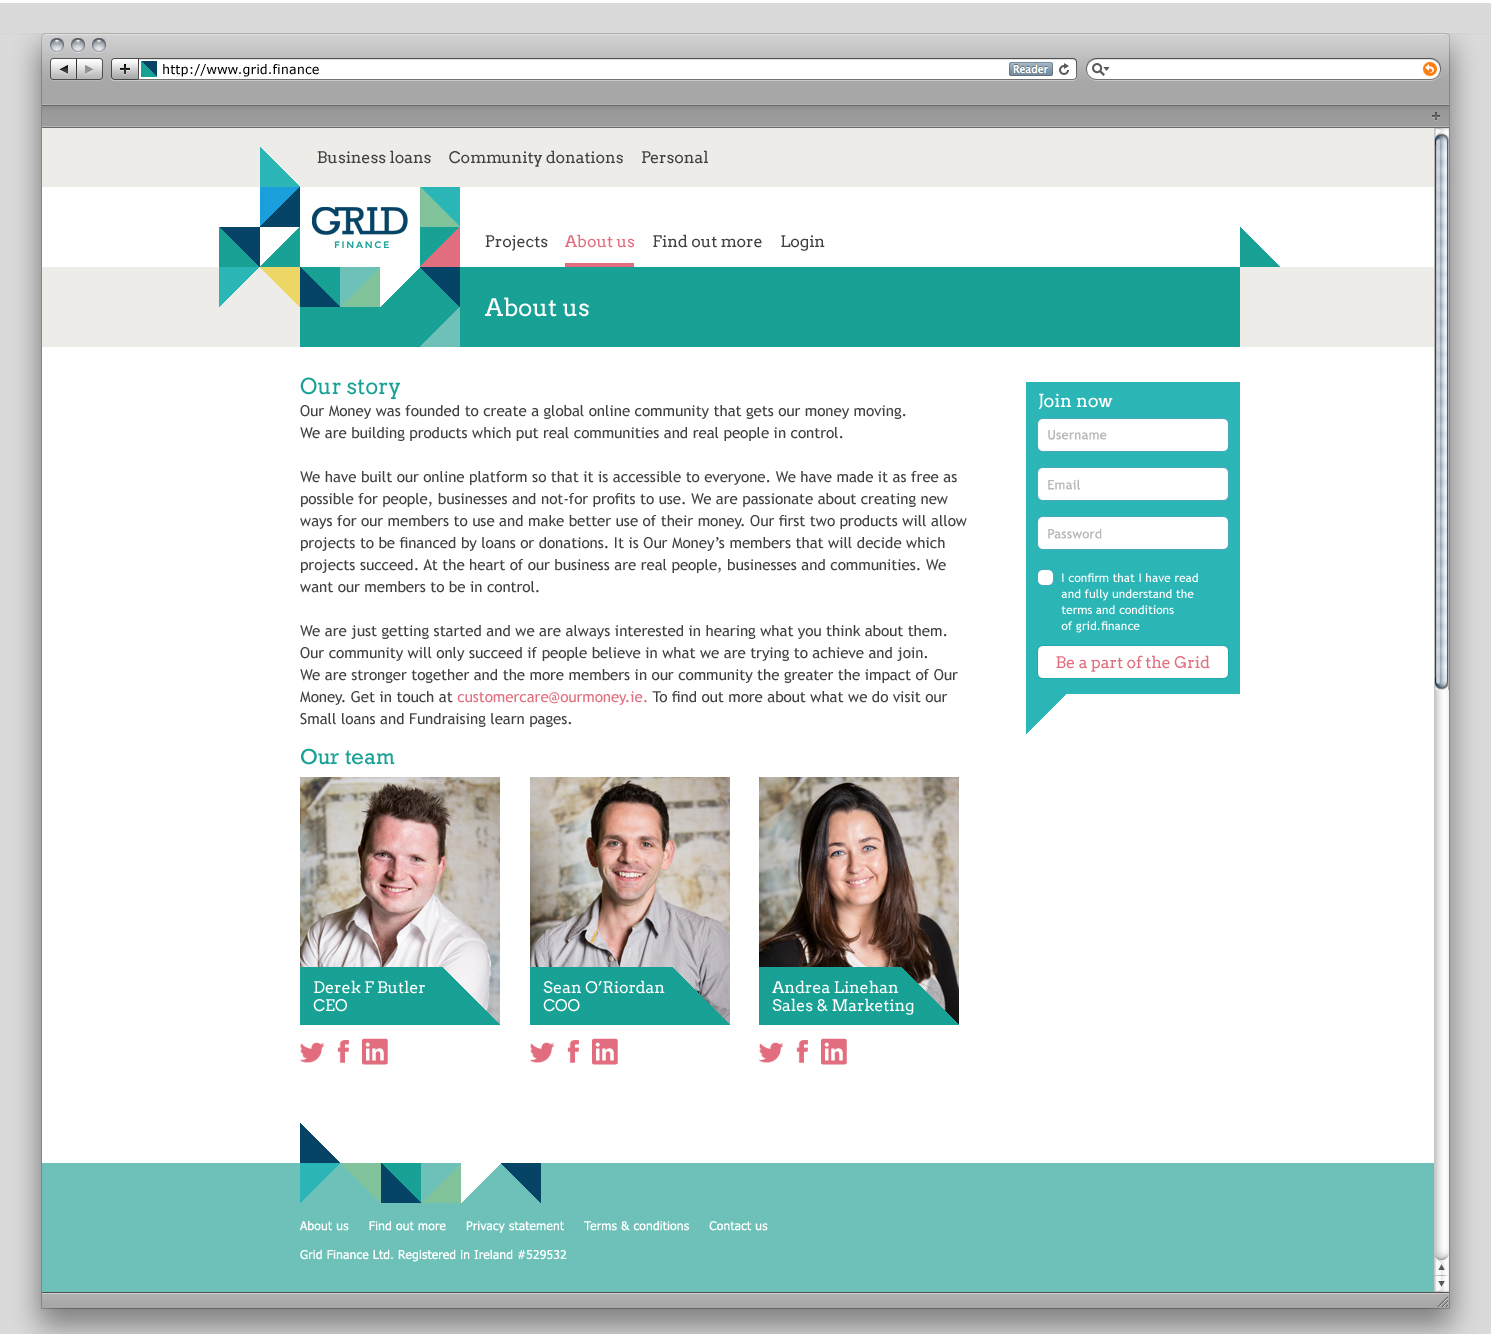 http://www.grid.finance
Reader
Business loans Community donations Personal
GRID
FINANCE
Projects About us Find out more Login
About us
Our story
Our Money was founded to create a global online community that gets our money moving.
We are building products which put real communities and real people in control.
We have built our online platform so that it is accessible to everyone. We have made it as free as
possible for people, businesses and not-for profits to use. We are passionate about creating new
ways for our members to use and make better use of their money. Our first two products will allow
projects to be financed by loans or donations. It is Our Money’s members that will decide which
projects succeed. At the heart of our business are real people, businesses and communities. We
want our members to be in control.
We are just getting started and we are always interested in hearing what you think about them.
Our community will only succeed if people believe in what we are trying to achieve and join.
We are stronger together and the more members in our community the greater the impact of Our
Money. Get in touch at customercare@ourmoney.ie. To find out more about what we do visit our
Small loans and Fundraising learn pages.
Join now
Username
Email
Password
I confirm that I have read
and fully understand the
terms and conditions
of grid.finance
Be a part of the Grid
Our team
Derek F Butler
CEO
Sean O’Riordan
COO
Andrea Linehan
Sales & Marketing
About us Find out more Privacy statement Terms & conditions Contact us
Grid Finance Ltd. Registered in Ireland #529532